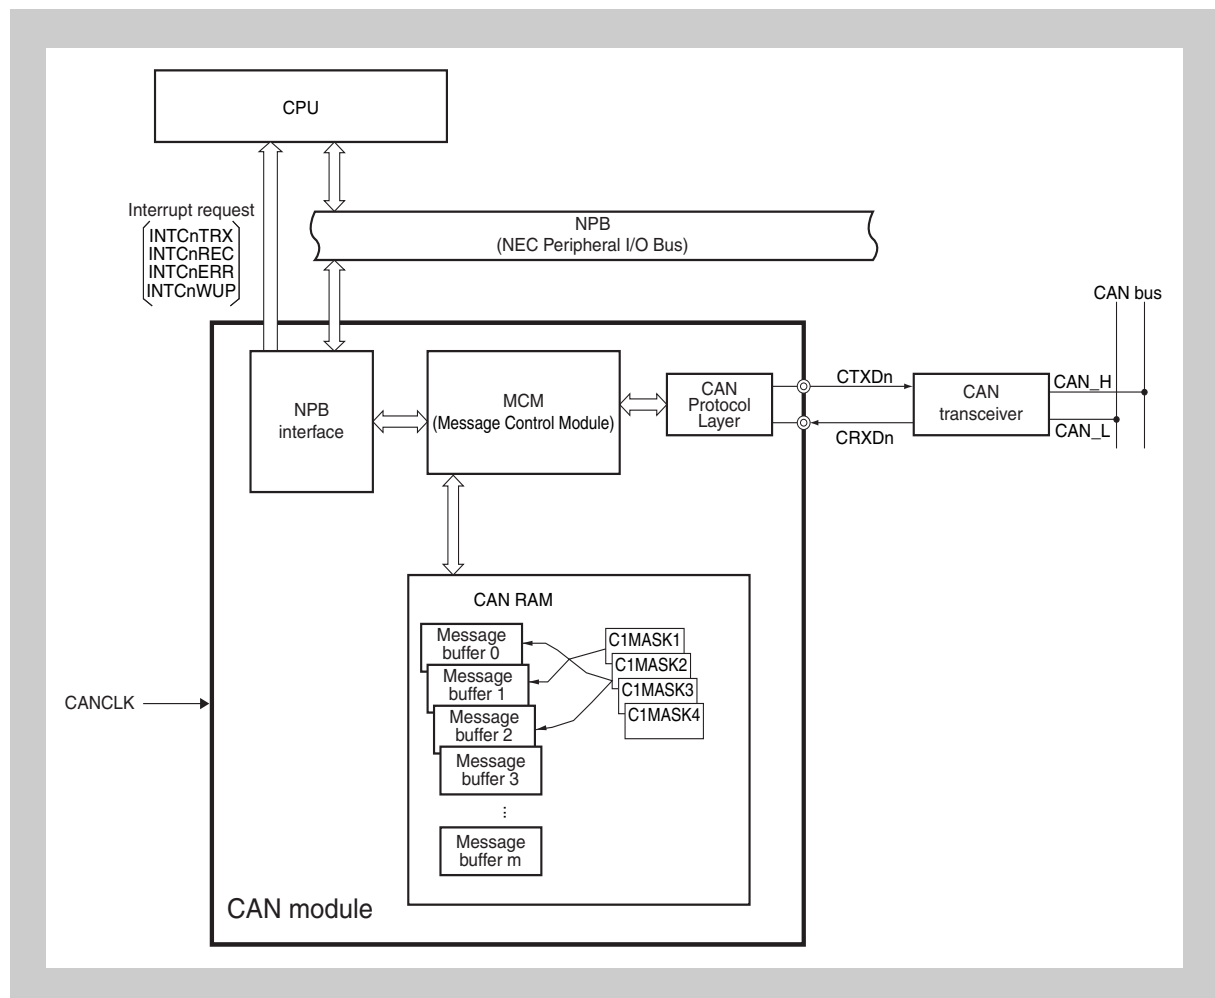 CPU
Interrupt request
INTCnTRX
INTCnREC
INTCnERR
INTCnWUP
NPB
(NEC Peripheral I/O Bus)
CAN bus
NPB
interface
MCM
(Message Control Module)
CAN
Protocol
Layer
CTXDn
CRXDn
CAN
transceiver
CAN_H
CAN_L
CAN RAM
Message
buffer 0
Message
buffer 1
Message
buffer 2
Message
buffer 3
...
Message
buffer m
C1MASK1
C1MASK2
C1MASK3
C1MASK4
CANCLK
CAN module